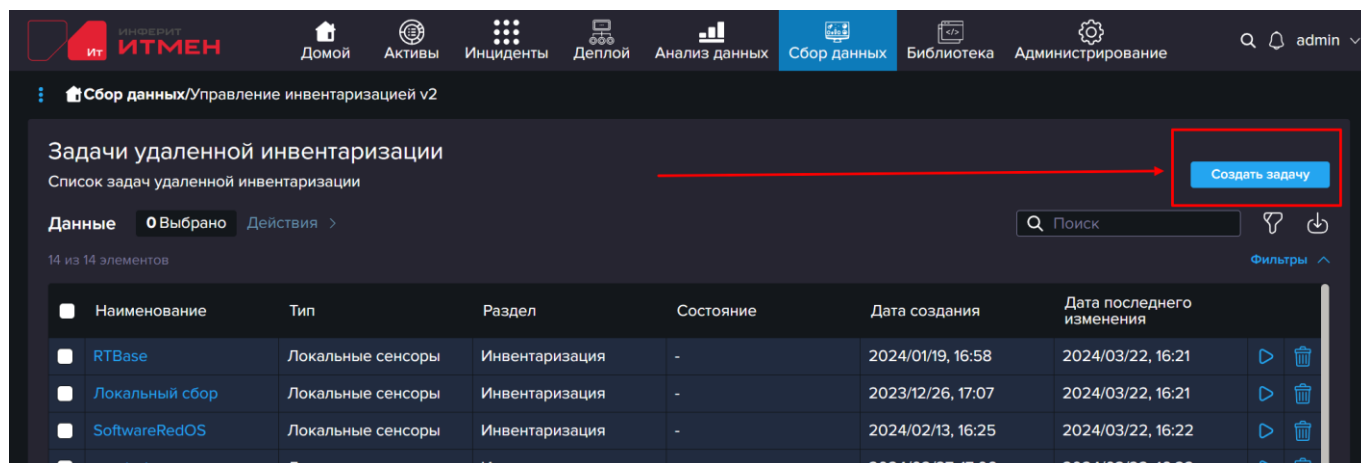 ИНФЕРИТ
ИТ ИТМЕН
Домой Активы Инциденты Деплой Анализ данных Сбор данных Библиотека Администрирование admin
Сбор данных/Управление инвентаризацией v2
Задачи удаленной инвентаризации
Создать задачу
Список задач удаленной инвентаризации
Данные 0 Выбрано Действия > Поиск
14 из 14 элементов Фильтры
Наименование Тип Раздел Состояние Дата создания Дата последнего
изменения
RTBase Локальные сенсоры Инвентаризация - 2024/01/19, 16:58 2024/03/22, 16:21
Локальный сбор Локальные сенсоры Инвентаризация - 2023/12/26, 17:07 2024/03/22, 16:21
SoftwareRedOS Локальные сенсоры Инвентаризация - 2024/02/13, 16:25 2024/03/22, 16:22